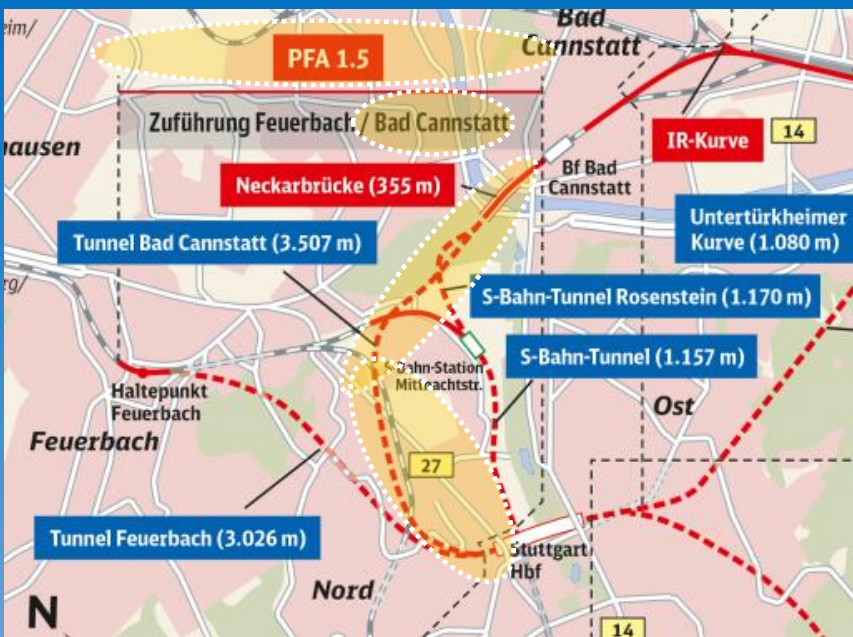 eim/
Bad
Cannstatt
PFA 1.5
Zuführung Feuerbach / Bad Cannstatt
hausen
IR-Kurve
14
Neckarbrücke (355 m)
Bf Bad
Cannstatt
Untertürkheimer
Kurve (1.080 m)
Tunnel Bad Cannstatt (3.507 m)
rg/
S-Bahn-Tunnel Rosenstein (1.170 m)
S-Bahn-Tunnel (1.157 m)
S-Bahn-Station
Mittnachtstr.
Haltepunkt
Feuerbach
Ost
Feuerbach
27
Tunnel Feuerbach (3.026 m)
Stuttgart
Hbf
Nord
N
14